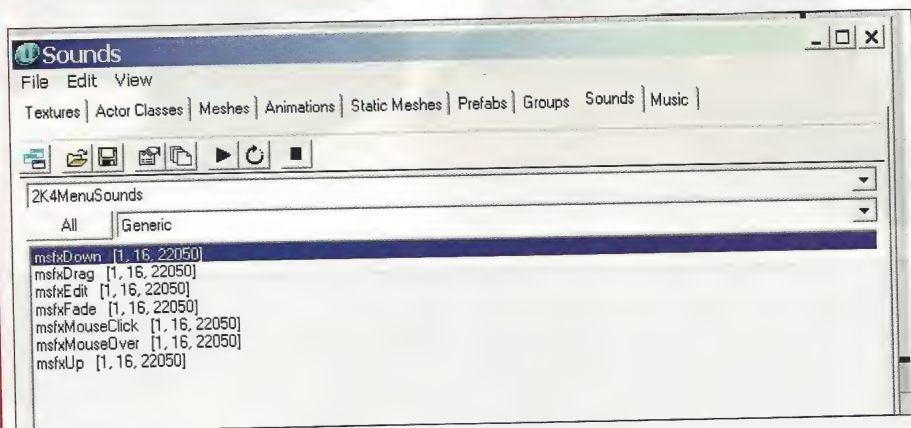 Sounds
File Edit View
Textures Actor Classes Meshes Animations Static Meshes Prefabs Groups Sounds Music
2K4MenuSounds
All Generic
msfxDown [1, 16, 22050]
msfxDrag [1, 16, 22050]
msfxEdit [1, 16, 22050]
msfxFade [1, 16, 22050]
msfxMouseClick [1, 16, 22050]
msfxMouseOver [1, 16, 22050]
msfxUp [1, 16, 22050]